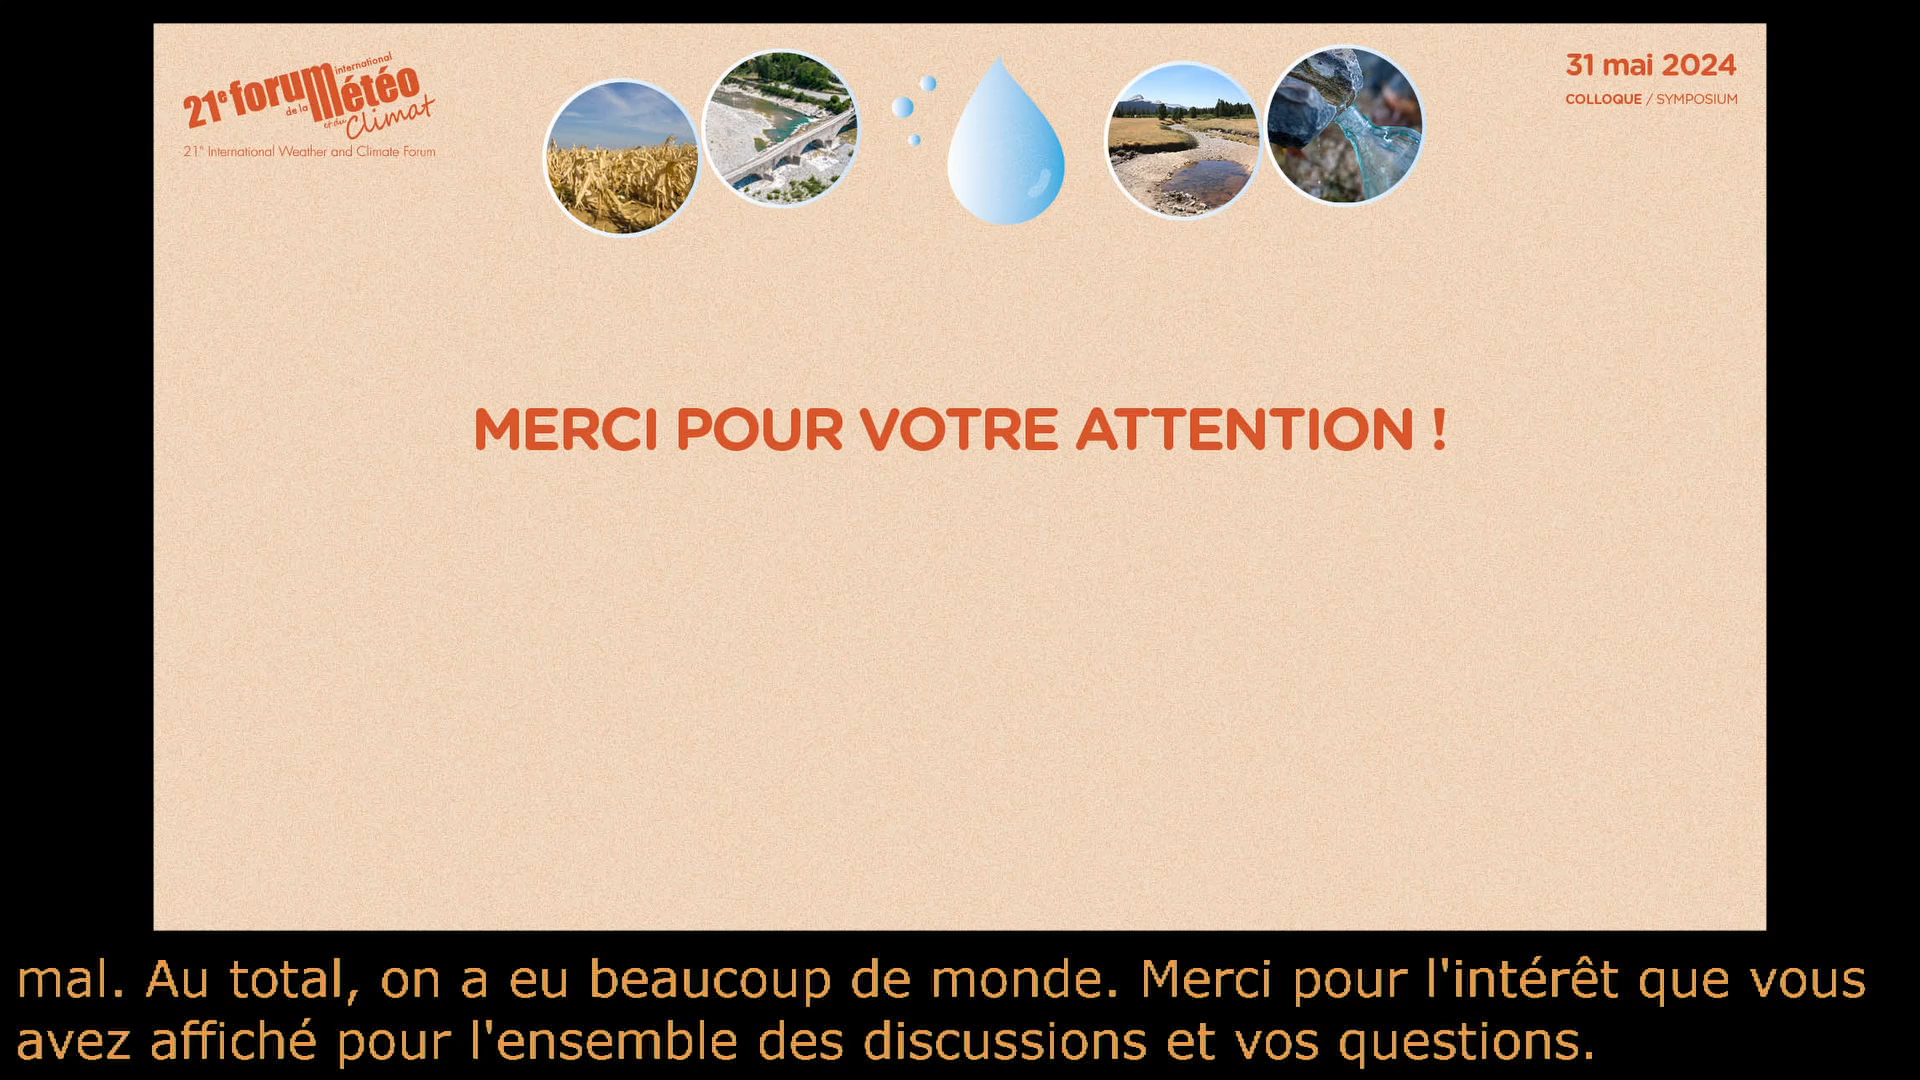 21e forum international
de la météo
et du Climat
21st International Weather and Climate Forum
31 mai 2024
COLLOQUE / SYMPOSIUM
MERCI POUR VOTRE ATTENTION !
mal. Au total, on a eu beaucoup de monde. Merci pour l'intérêt que vous
avez affiché pour l'ensemble des discussions et vos questions.